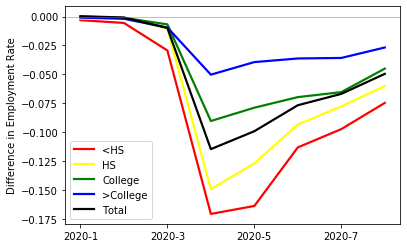 0.000
−0.025
−0.050
−0.075
−0.100
−0.125
−0.150
−0.175
Difference in Employment Rate
<HS
HS
College
>College
Total
2020-1
2020-3
2020-5
2020-7